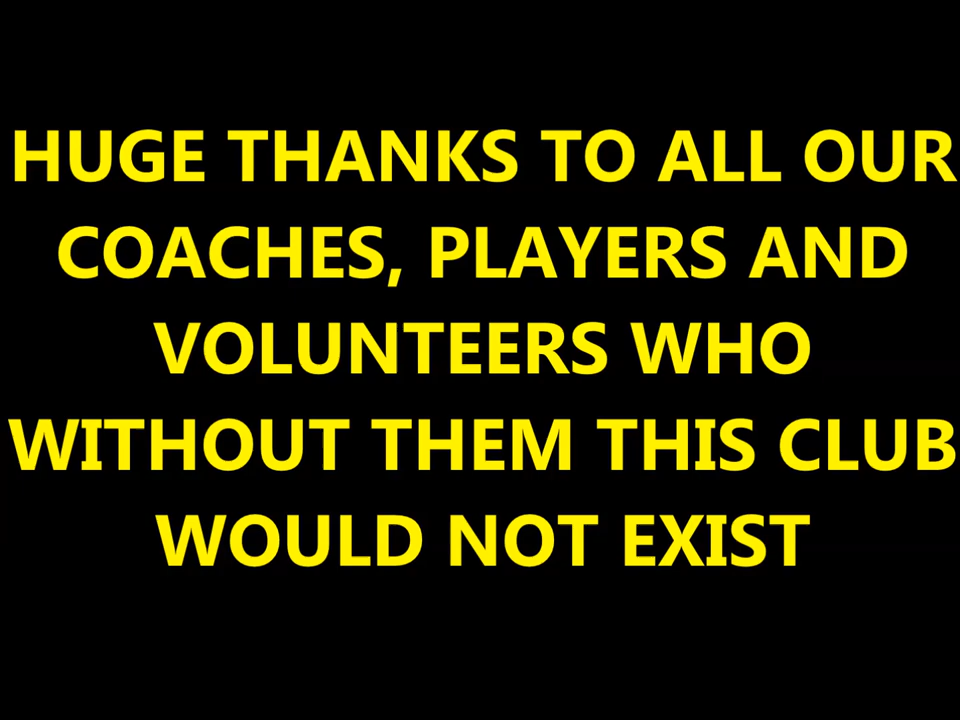 HUGE THANKS TO ALL OUR
COACHES, PLAYERS AND
VOLUNTEERS WHO
WITHOUT THEM THIS CLUB
WOULD NOT EXIST